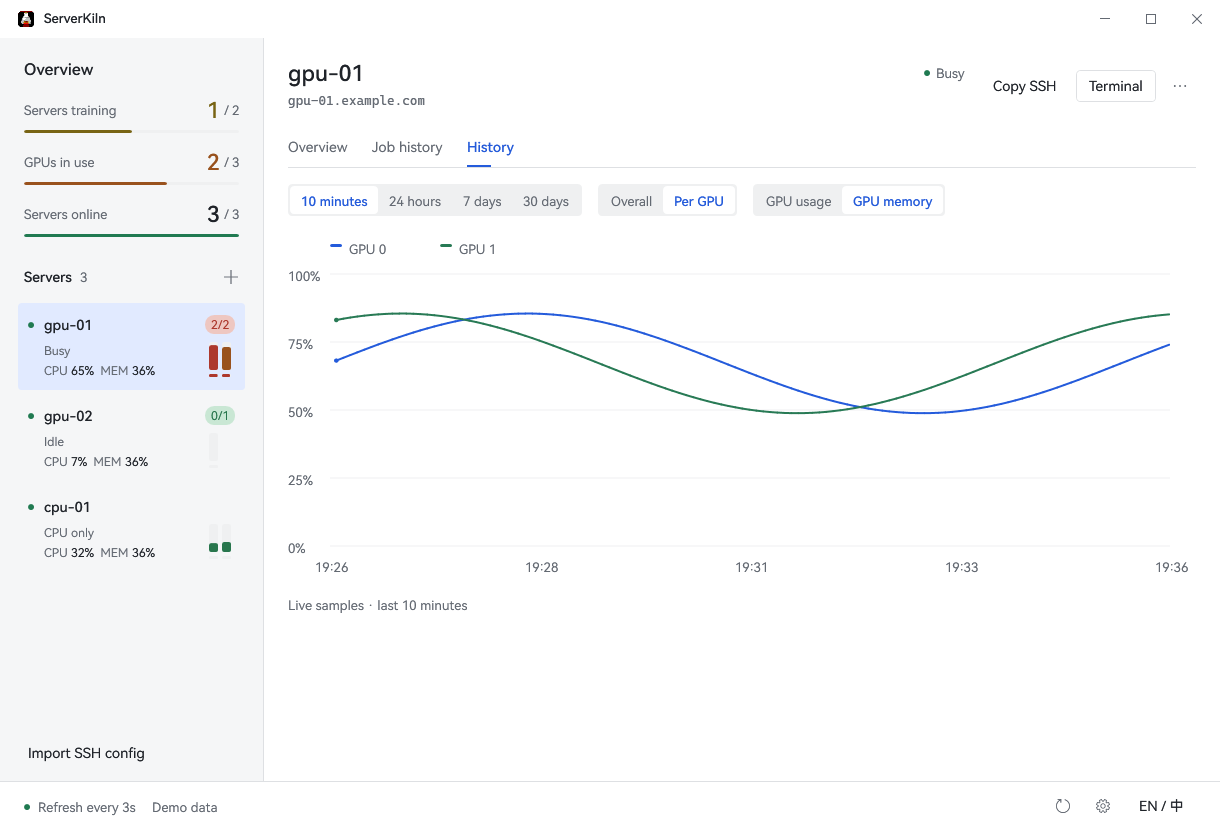 ServerKiln
Overview
Servers training 1 / 2
GPUs in use 2 / 3
Servers online 3 / 3
Servers 3
gpu-01 2/2
Busy
CPU 65% MEM 36%
gpu-02 0/1
Idle
CPU 7% MEM 36%
cpu-01
CPU only
CPU 32% MEM 36%
Import SSH config
gpu-01
gpu-01.example.com
Busy
Copy SSH
Terminal
Overview Job history History
10 minutes 24 hours 7 days 30 days Overall Per GPU GPU usage GPU memory
GPU 0 GPU 1
100%
75%
50%
25%
0%
19:26 19:28 19:31 19:33 19:36
Live samples · last 10 minutes
Refresh every 3s Demo data
EN / 中